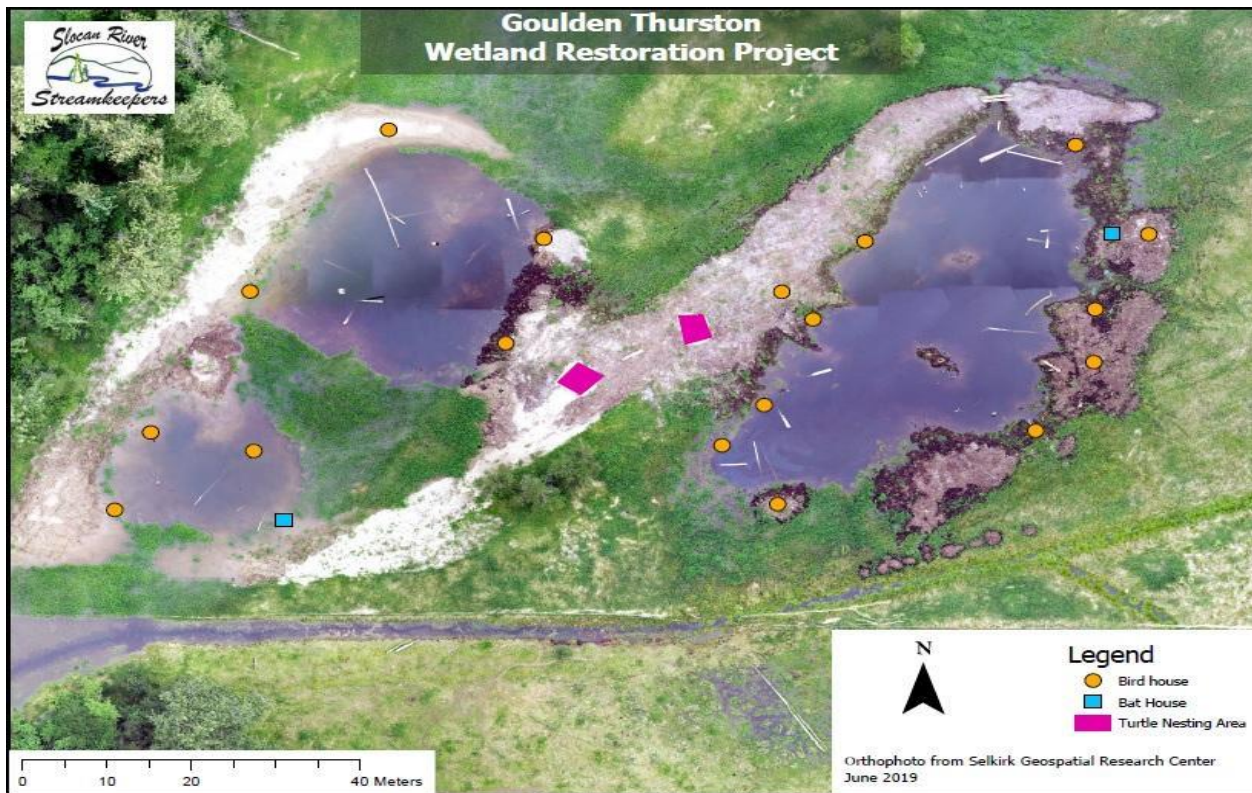 Slocan River
Streamkeepers
Goulden Thurston
Wetland Restoration Project
N
Legend
Bird house
Bat House
Turtle Nesting Area
0 10 20 40 Meters
Orthophoto from Selkirk Geospatial Research Center
June 2019